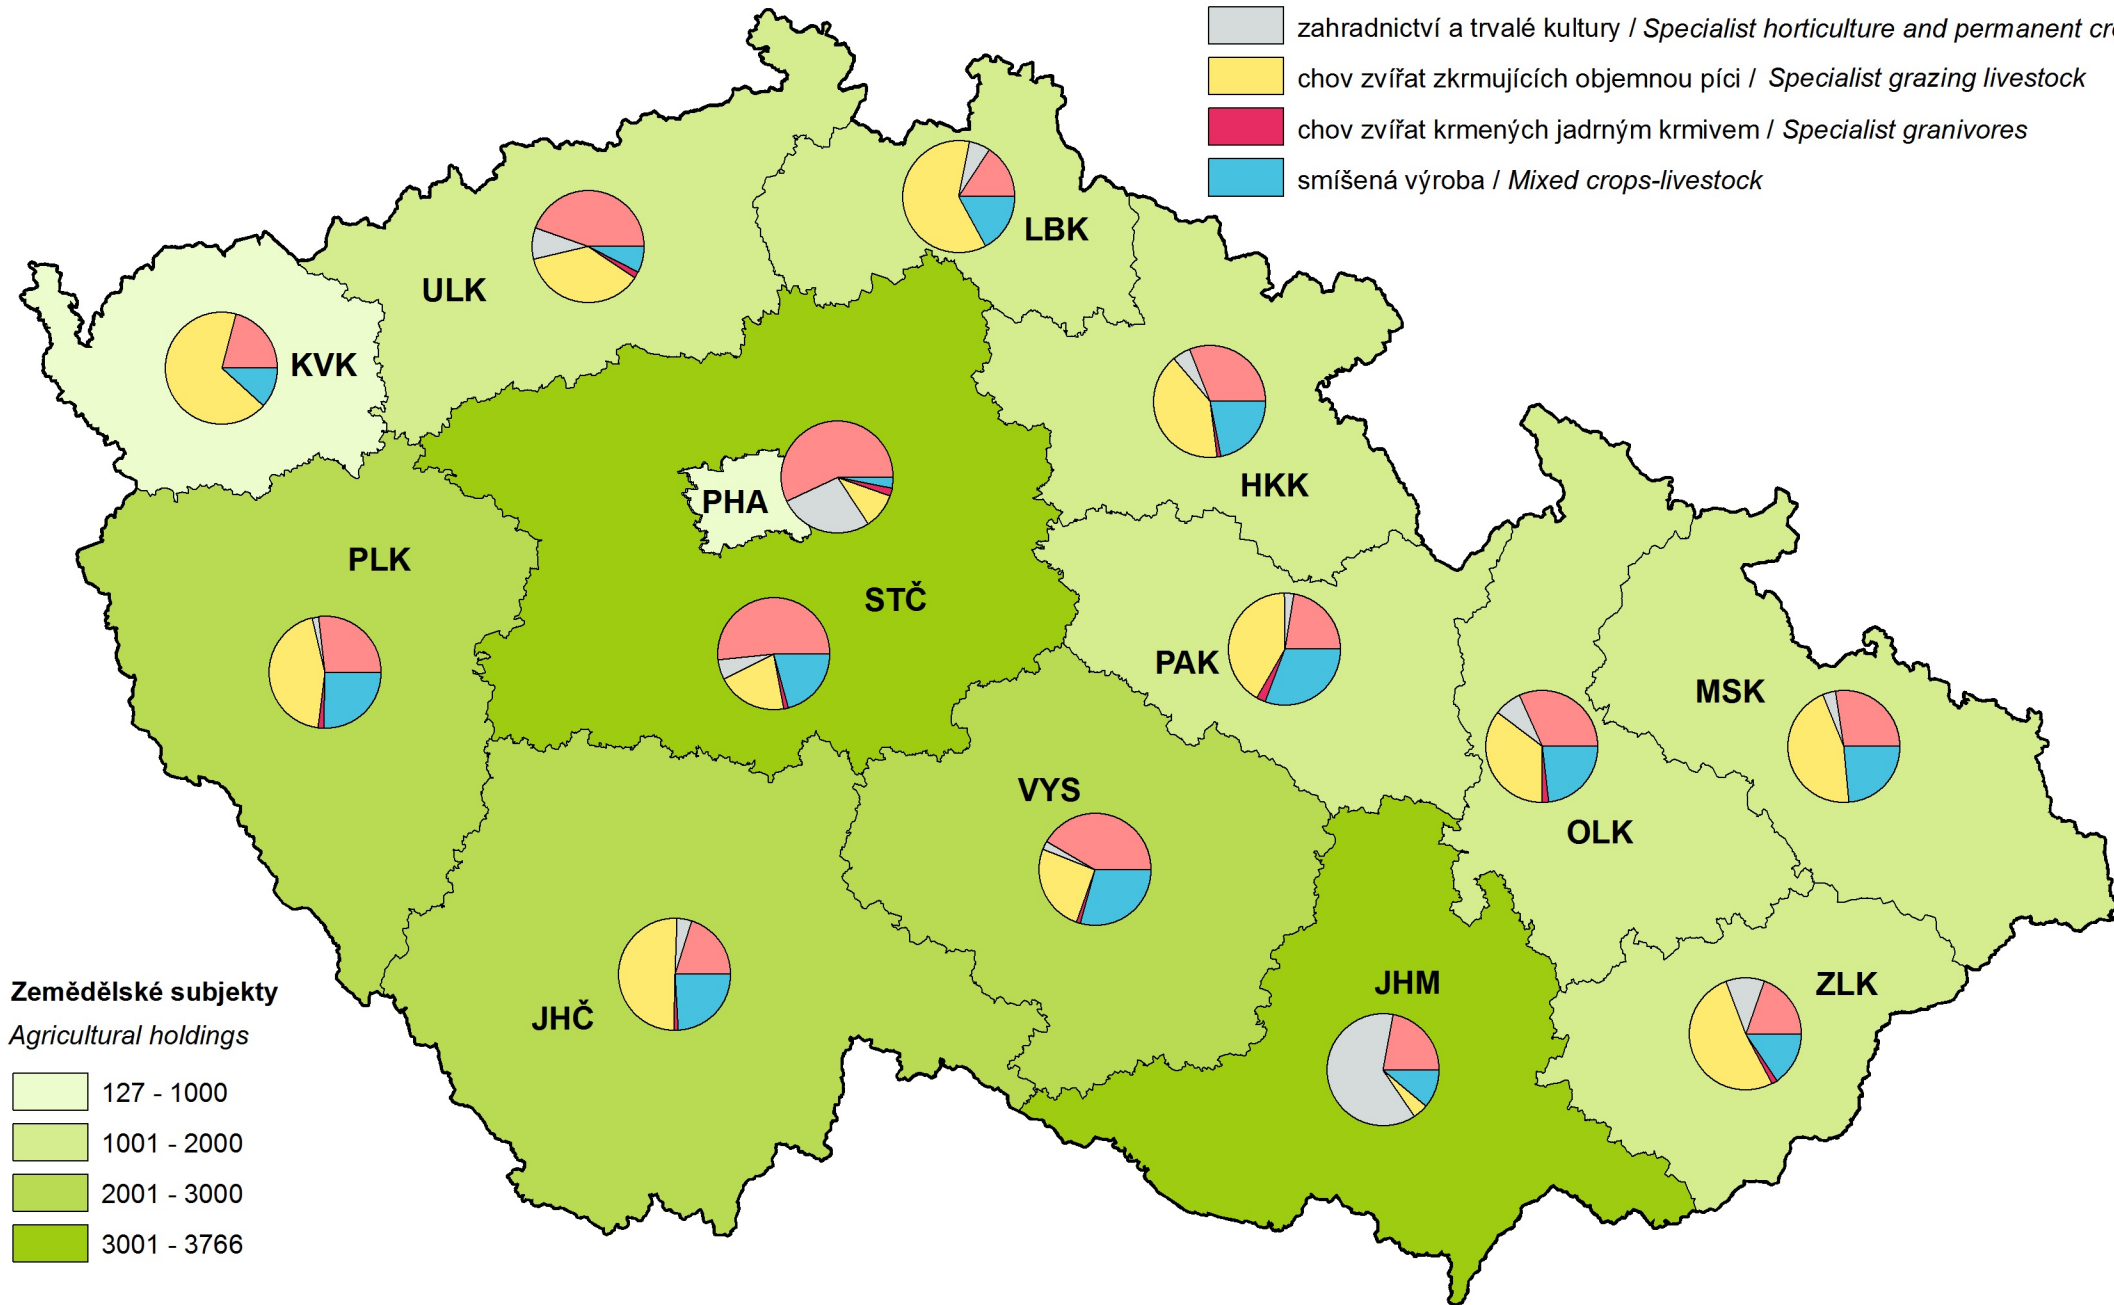 zahradnictví a trvalé kultury / Specialist horticulture and permanent
chov zvířat zkrmujících objemnou píci / Specialist grazing livestock
chov zvířat krmených jadrným krmivem / Specialist granivores
smíšená výroba / Mixed crops-livestock
LBK
ULK
KVK
HKK
PHA
PLK
STČ
PAK
MSK
VYS
OLK
JHM
ZLK
JHČ
Zemědělské subjekty
Agricultural holdings
127 - 1000
1001 - 2000
2001 - 3000
3001 - 3766